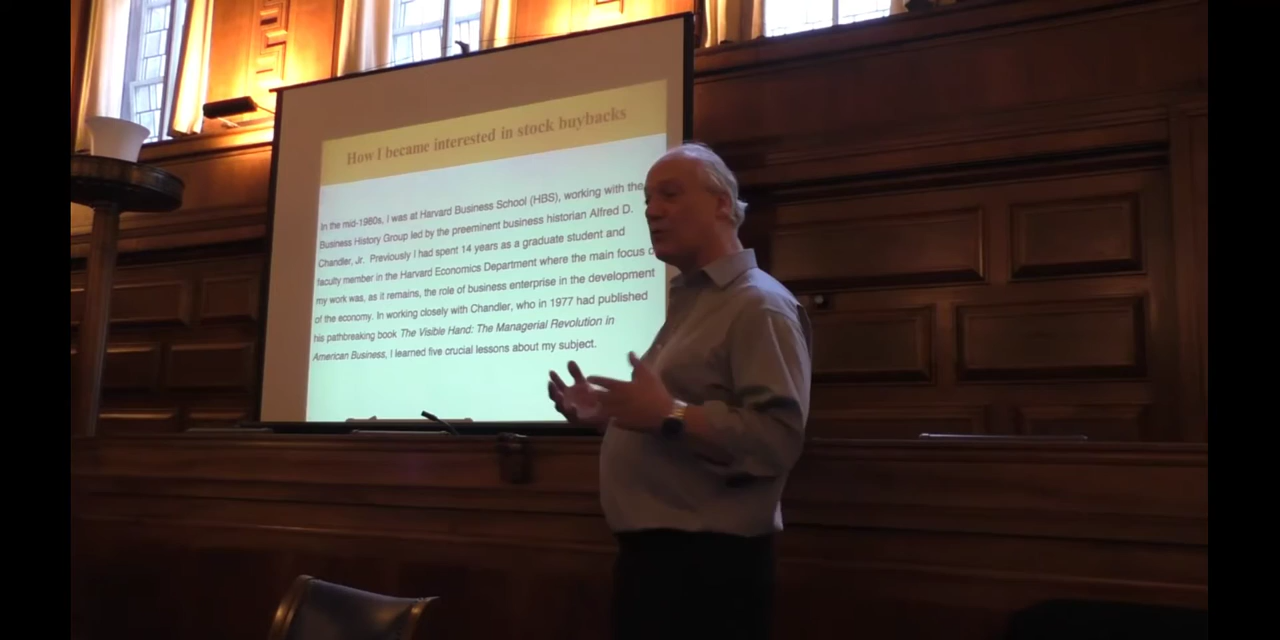 How I became interested in stock buybacks
In the mid-1980s, I was at Harvard Business School (HBS), working with the
Business History Group led by the preeminent business historian Alfred D.
Chandler, Jr. Previously I had spent 14 years as a graduate student and
faculty member in the Harvard Economics Department where the main focus
my work was, as it remains, the role of business enterprise in the development
of the economy. In working closely with Chandler, who in 1977 had published
his pathbreaking book The Visible Hand: The Managerial Revolution in
American Business, I learned five crucial lessons about my subject.